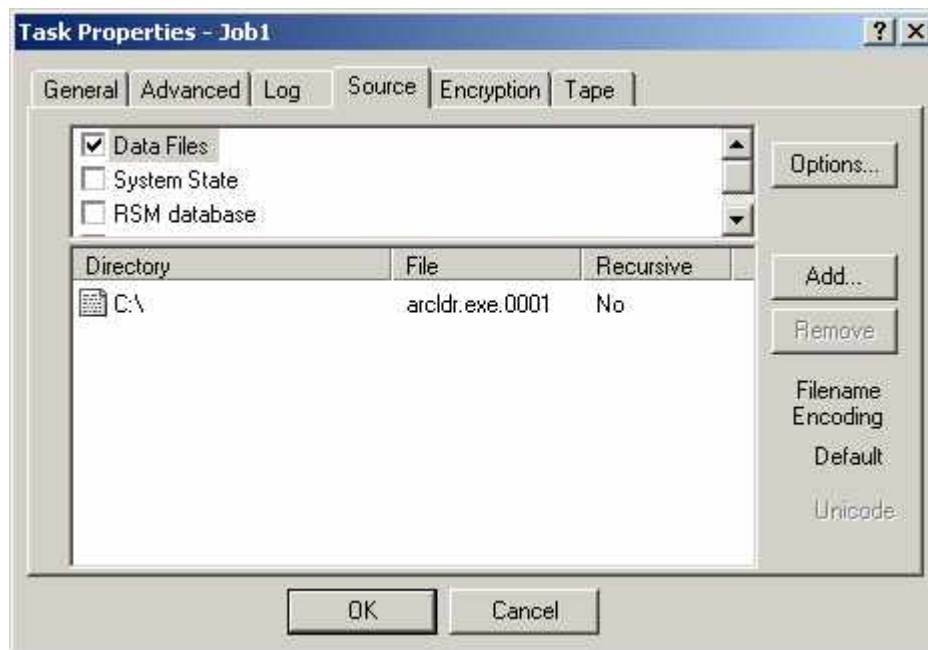 Task Properties - Job1
General Advanced Log Source Encryption Tape
Data Files
System State
RSM database
Options...
Directory File Recursive
C:\ arcldr.exe.0001 No
Add...
Remove
Filename
Encoding
Default
Unicode
OK Cancel